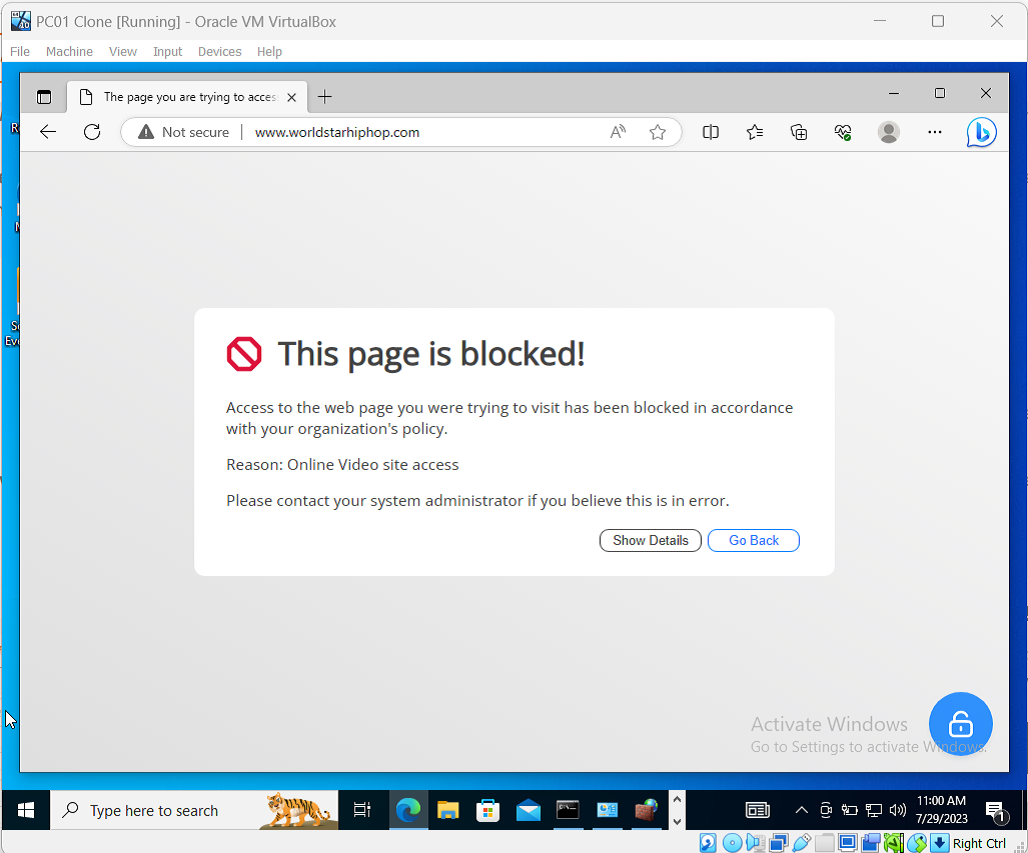 PC01 Clone [Running] - Oracle VM VirtualBox
File Machine View Input Devices Help
The page you are trying to acces
Not secure | www.worldstarhiphop.com
This page is blocked!
Access to the web page you were trying to visit has been blocked in accordance
with your organization's policy.
Reason: Online Video site access
Please contact your system administrator if you believe this is in error.
Show Details Go Back
Activate Windows
Go to Settings to activate Windows.
Type here to search
11:00 AM
7/29/2023
1
Right Ctrl